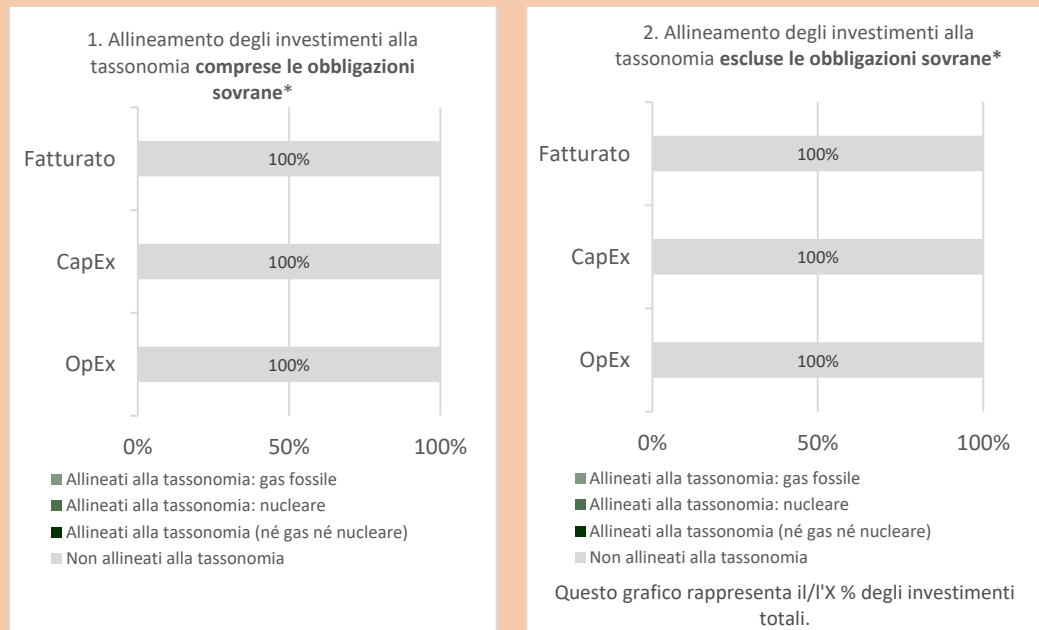 1. Allineamento degli investimenti alla
tassonomia comprese le obbligazioni
sovrane*
Fatturato
100%
CapEx
100%
OpEx
100%
0%
50%
100%
Allineati alla tassonomia: gas fossile
Allineati alla tassonomia: nucleare
Allineati alla tassonomia (né gas né nucleare)
Non allineati alla tassonomia
2. Allineamento degli investimenti alla
tassonomia escluse le obbligazioni sovrane*
Fatturato
100%
CapEx
100%
OpEx
100%
0%
50%
100%
Allineati alla tassonomia: gas fossile
Allineati alla tassonomia: nucleare
Allineati alla tassonomia (né gas né nucleare)
Non allineati alla tassonomia
Questo grafico rappresenta il/l'X % degli investimenti
totali.